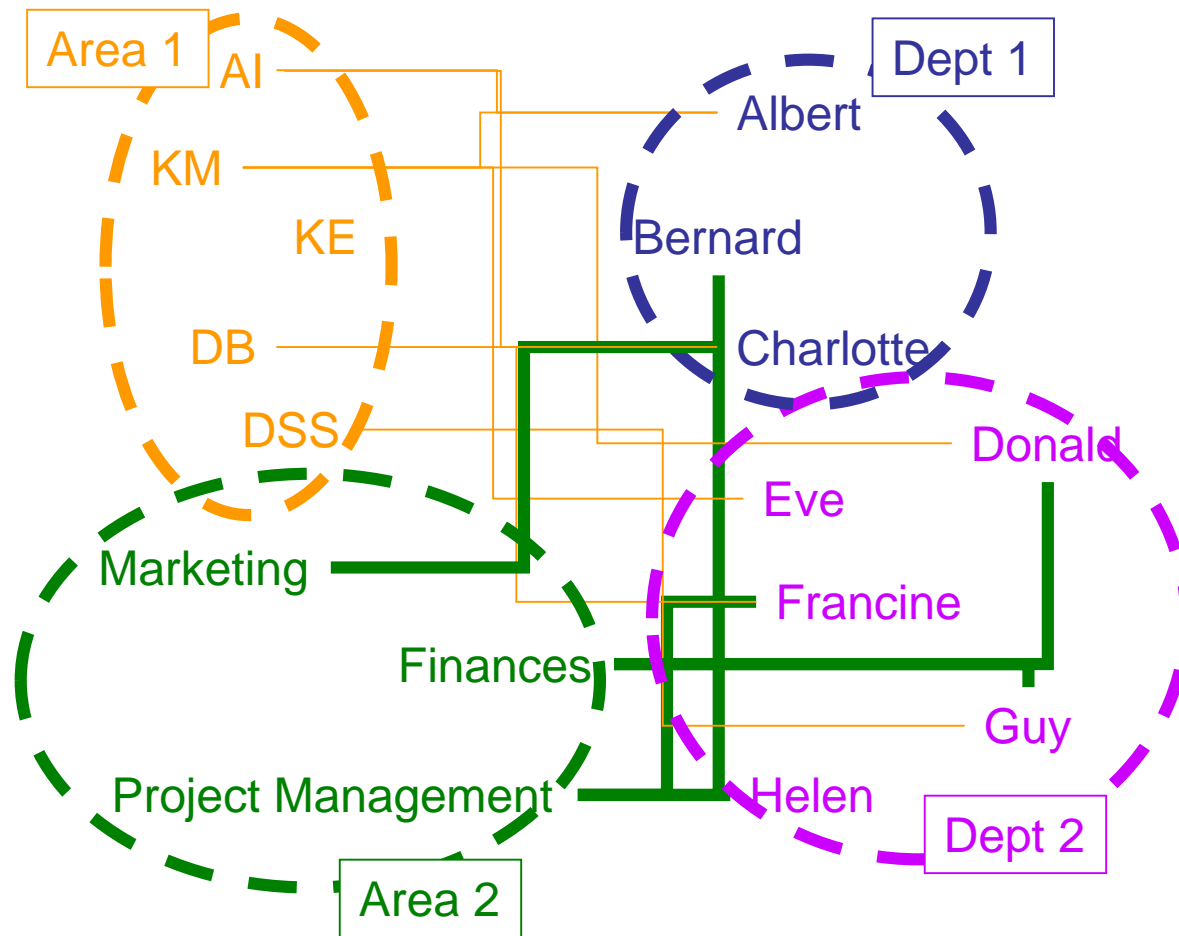 Area 1
AI
KM
KE
DB
DSS
Marketing
Finances
Project Management
Area 2
Dept 1
Albert
Bernard
Charlotte
Donald
Eve
Francine
Guy
Helen
Dept 2